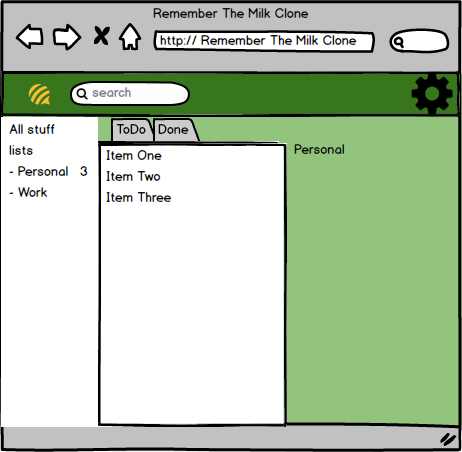 Remember The Milk Clone
http:// Remember The Milk Clone
search
All stuff
lists
- Personal 3
- Work
ToDo Done
Item One
Item Two
Item Three
Personal